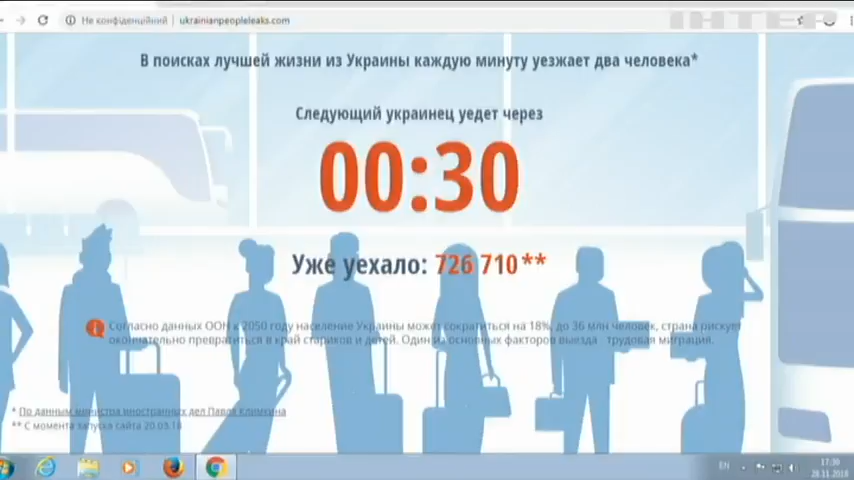 Не конфіденційний
ukrainianpeopleleaks.com
ІНТЕР
В поисках лучшей жизни из Украины каждую минуту уезжает два человека*
Следующий украинец уедет через
00:30
Уже уехало: 726 710**
Согласно данных ООН к 2050 году население Украины может сократиться на 18%, до 36 млн человек, страна рискует
окончательно превратиться в край стариков и детей. Один из основных факторов выезда трудовая миграция.
* По данным министра иностранных дел Павла Климкина
** С момента запуска сайта 20.03.18
EN
17:30
28.11.2018